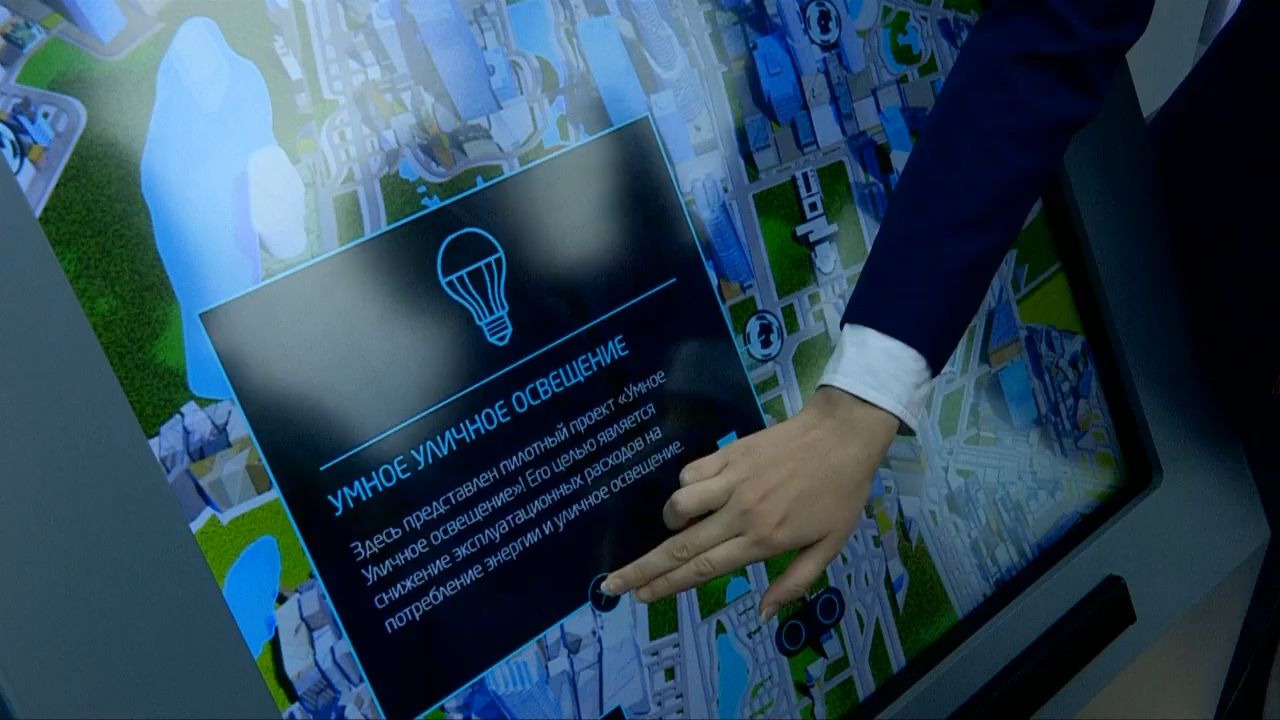 УМНОЕ УЛИЧНОЕ ОСВЕЩЕНИЕ
Здесь представлен пилотный проект «Умное
Уличное освещение»! Его целью является
снижение эксплуатационных расходов на
потребление энергии и уличное освещение.